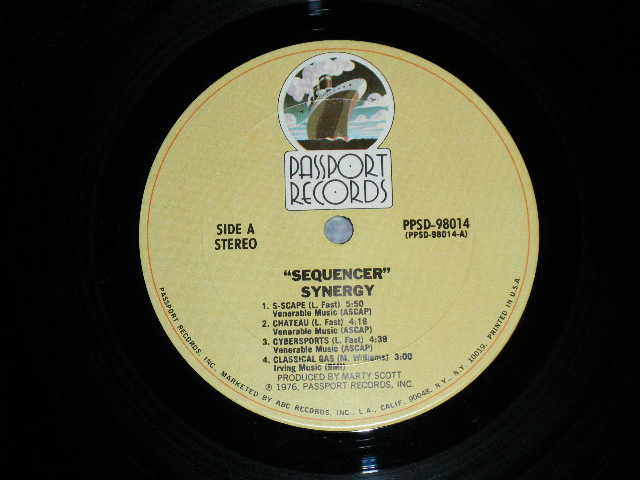 PASSPORT
RECORDS
SIDE A
STEREO
PPSD-98014
(PPSD-98014-A)
"SEQUENCER"
SYNERGY
1. S-SCAPE (L. Fast) 5:50
Venerable Music (ASCAP)
2. CHATEAU (L. Fast) 4:16
Venerable Music (ASCAP)
3. CYBERSPORTS (L. Fast) 4:39
Venerable Music (ASCAP)
4. CLASSICAL GAS (M. Williams) 3:00
Irving Music (BMI)
PRODUCED BY MARTY SCOTT
℗ 1976, PASSPORT RECORDS, INC.
PASSPORT RECORDS, INC. MARKETED BY ABC RECORDS, INC., L.A., CALIF. 90048, N.Y., N.Y. 10019. PRINTED IN U.S.A.